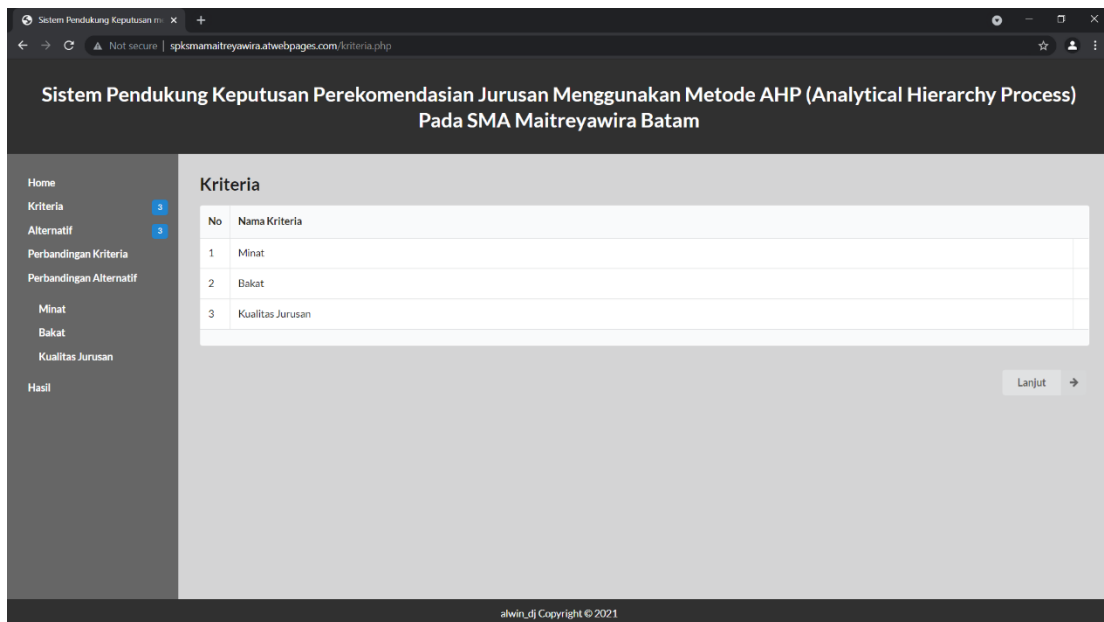 Sistem Pendukung Keputusan m
Not secure | spksmamaitreyawira.atwebpages.com/kriteria.php
Sistem Pendukung Keputusan Perekomendasian Jurusan Menggunakan Metode AHP (Analytical Hierarchy Process)
Pada SMA Maitreyawira Batam
Home
Kriteria 3
Alternatif 3
Perbandingan Kriteria
Perbandingan Alternatif
Minat
Bakat
Kualitas Jurusan
Hasil
Kriteria
No Nama Kriteria
1 Minat
2 Bakat
3 Kualitas Jurusan
Lanjut
alwin_dj Copyright © 2021